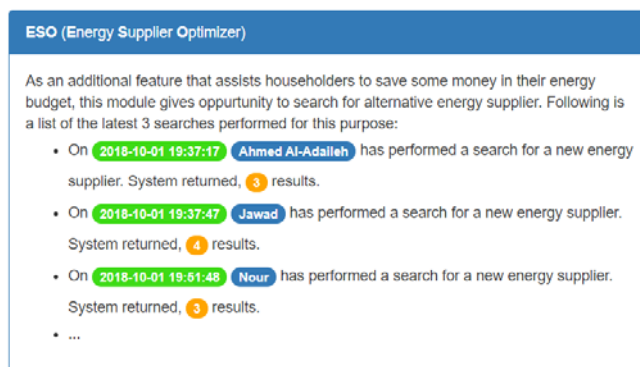 ESO (Energy Supplier Optimizer)
As an additional feature that assists householders to save some money in their energy
budget, this module gives oppurtunity to search for alternative energy supplier. Following is
a list of the latest 3 searches performed for this purpose:
• On 2018-10-01 19:37:17 Ahmed Al-Adaileh has performed a search for a new energy
supplier. System returned, 3 results.
• On 2018-10-01 19:37:47 Jawad has performed a search for a new energy supplier.
System returned, 4 results.
• On 2018-10-01 19:51:48 Nour has performed a search for a new energy supplier.
System returned, 3 results.
• ...